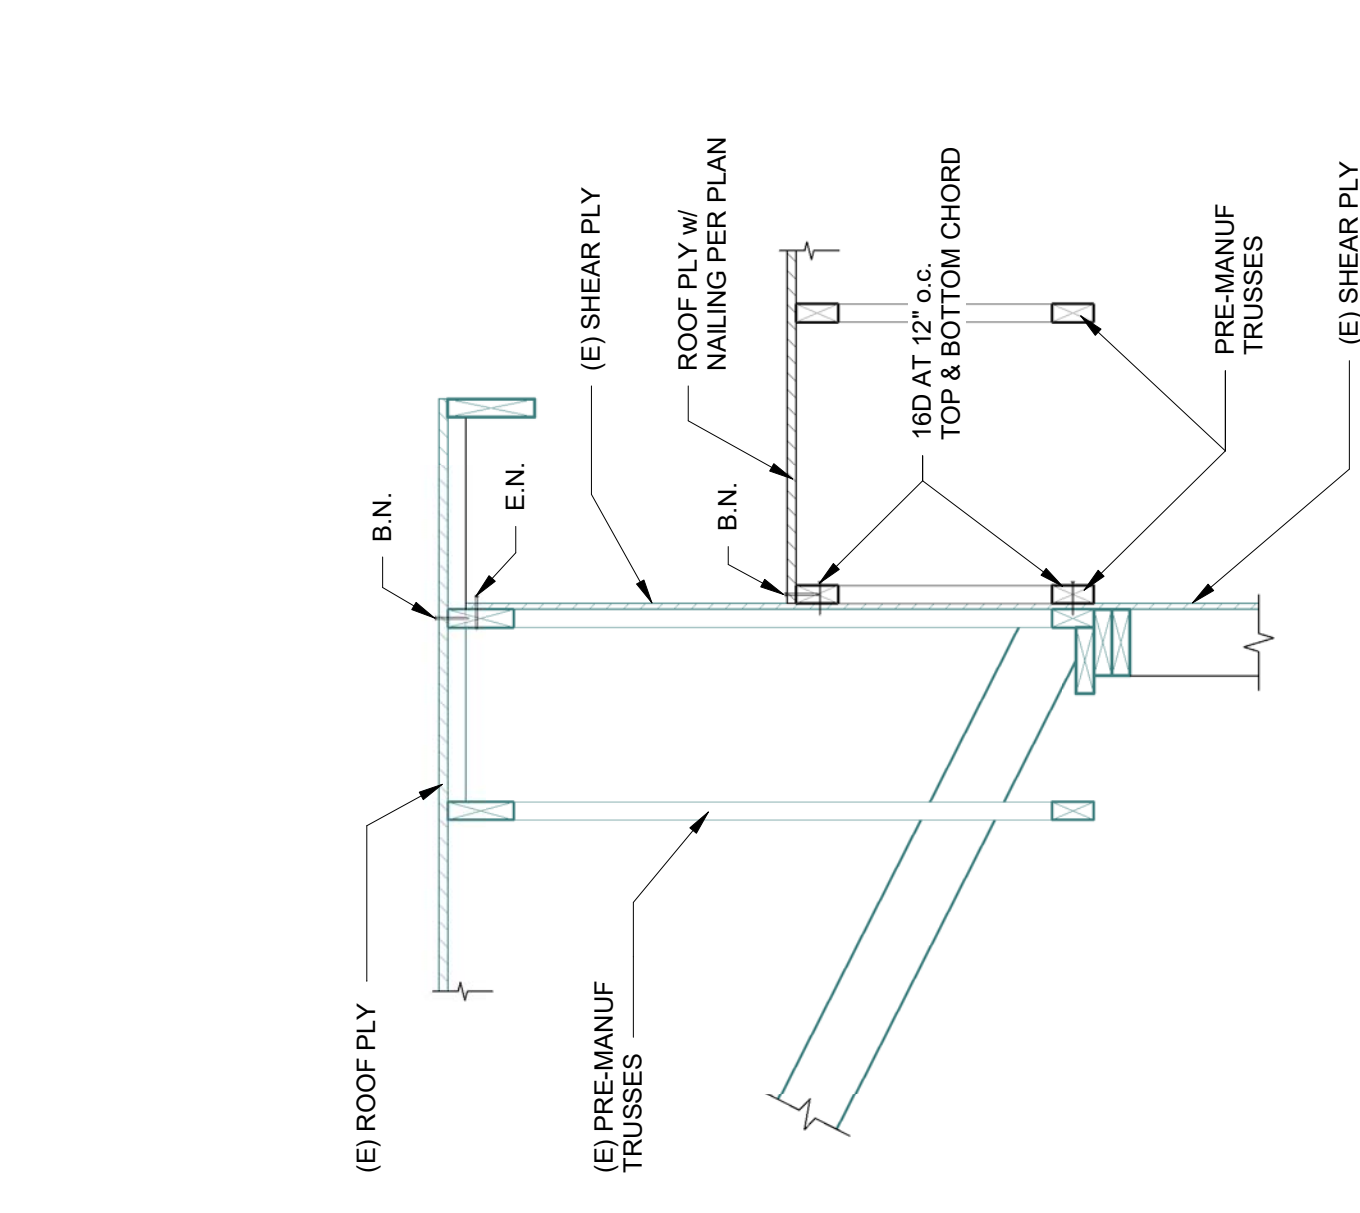 B.N.
E.N.
(E) SHEAR PLY
ROOF PLY w/
NAILING PER PLAN
B.N.
16D AT 12" o.c.
TOP & BOTTOM CHORD
PRE-MANUF
TRUSSES
(E) SHEAR PLY
(E) ROOF PLY
(E) PRE-MANUF
TRUSSES